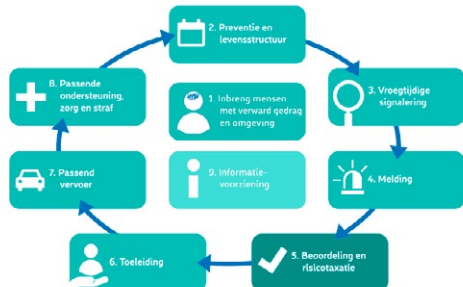 2. Preventie en
levensstructuur
3. Vroegtijdige
signalering
4. Melding
5. Beoordeling en
risicotaxatie
6. Toeleiding
7. Passend
vervoer
8. Passende
ondersteuning,
zorg en straf
1. Inbreng mensen
met verward gedrag
en omgeving
9. Informatie-
voorziening